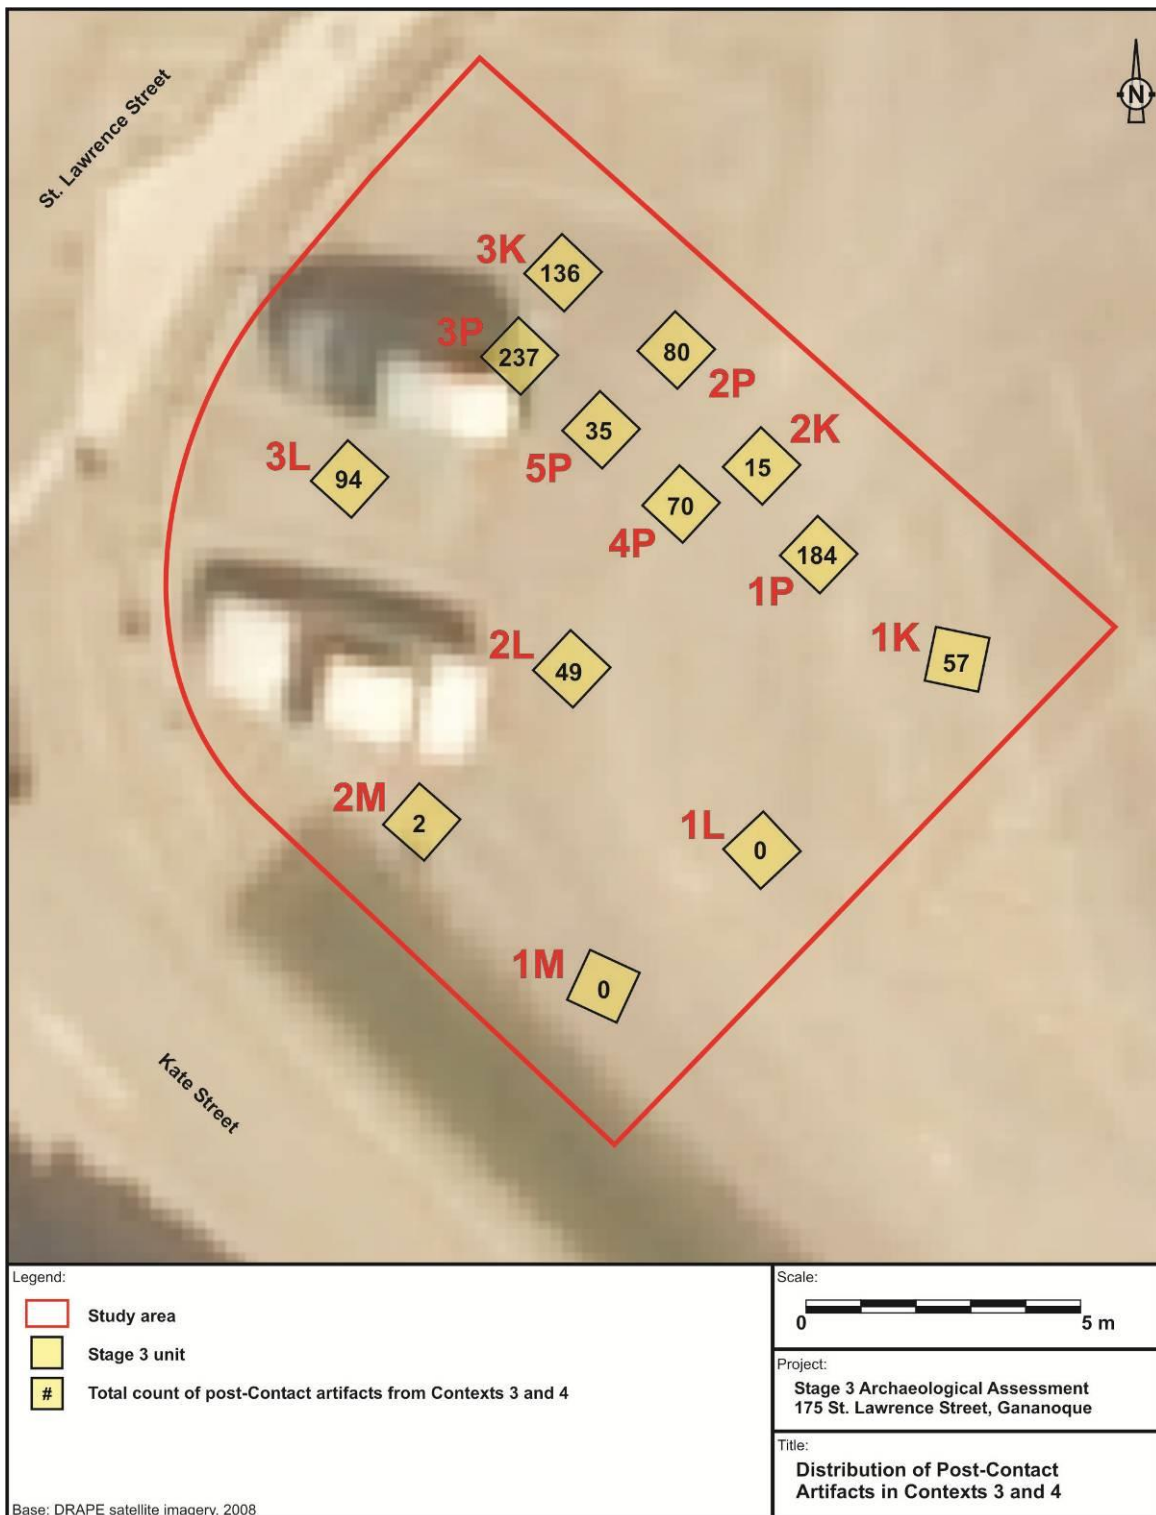 St. Lawrence Street
N
3K
136
3P
237
80
2P
35
5P
2K
15
3L
94
70
4P
184
1P
1K
57
2L
49
2M
2
1L
0
1M
0
Kate Street
Legend:
Study area
Stage 3 unit
# Total count of post-Contact artifacts from Contexts 3 and 4
Base: DRAPE satellite imagery, 2008
Scale:
0 5 m
Project:
Stage 3 Archaeological Assessment
175 St. Lawrence Street, Gananoque
Title:
Distribution of Post-Contact
Artifacts in Contexts 3 and 4